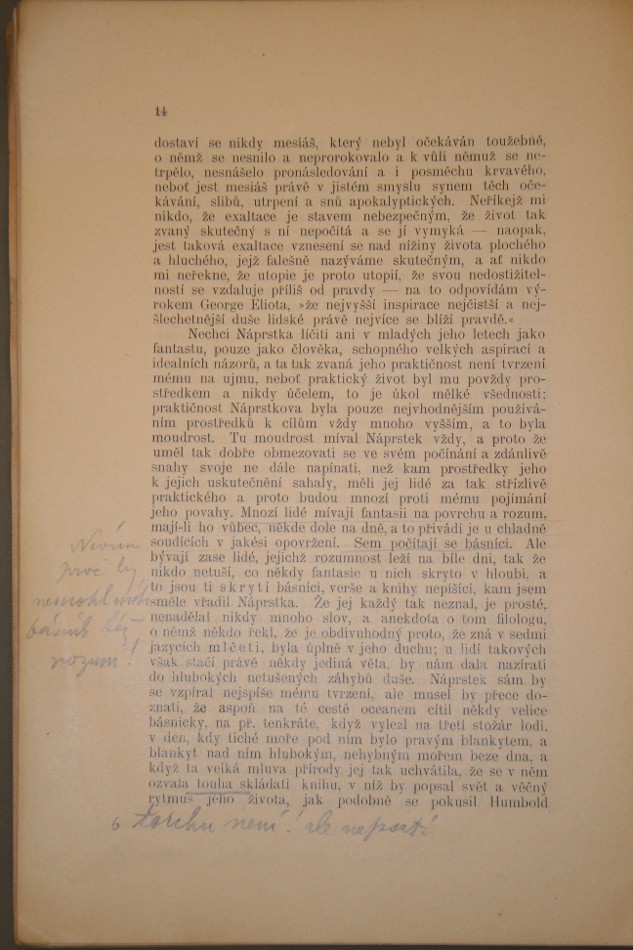 14
dostaví se nikdy mesiáš, který nebyl očekáván toužebně,
o němž se nesnilo a neprorokovalo a k vůli němuž se ne-
trpělo, nesnášelo pronásledování a i posměchu krvavého,
neboť jest mesiáš právě v jistém smyslu synem těch oče-
kávání, slibů, utrpení a snů apokalyptických. Neříkejž mi
nikdo, že exaltace je stavem nebezpečným, že život tak
zvaný skutečný s ní nepočítá a se jí vymyká — naopak,
jest taková exaltace vznesení se nad nížiny života plochého
a hluchého, jejž falešně nazýváme skutečným, a ať nikdo
mi neřekne, že utopie je proto utopií, že svou nedostižitel-
ností se vzdaluje příliš od pravdy — na to odpovídám vý-
rokem George Eliota, »že nejvyšší inspirace nejčistší a nej-
šlechetnější duše lidské právě nejvíce se blíží pravdě.«
Nechci Náprstka líčiti ani v mladých jeho letech jako
fantastu, pouze jako člověka, schopného velkých aspirací a
idealních názorů, a ta tak zvaná jeho praktičnost není tvrzení
mému na ujmu, neboť praktický život byl mu povždy pro-
středkem a nikdy účelem, to je úkol mělké všednosti;
praktičnost Náprstkova byla pouze nejvhodnějším používá-
ním prostředků k cílům vždy mnoho vyšším, a to byla
moudrost. Tu moudrost míval Náprstek vždy, a proto že
uměl tak dobře obmezovati se ve svém počínání a zdánlivě
snahy svoje ne dále napínati, než kam prostředky jeho
k jejich uskutečnění sahaly, měli jej lidé za tak střízlivě
praktického a proto budou mnozí proti mému pojímání
jeho povahy. Mnozí lidé mívají fantasii na povrchu a rozum,
mají-li ho vůbec, někde dole na dně, a to přivádí je u chladně
soudících v jakési opovržení. Sem počítají se básníci. Ale
bývají zase lidé, jejichž rozumnost leží na bíle dni, tak že
nikdo netuší, co někdy fantasie u nich skryto v hloubi, a
to jsou ti skrytí básníci, verše a knihy nepíšící, kam jsem
směle vřadil Náprstka. Že jej každý tak neznal, je prosté,
nenadělal nikdy mnoho slov, a anekdota o tom filologu,
o němž někdo řekl, že je obdivuhodný proto, že zná v sedmi
jazycích mlčeti, byla úplně v jeho duchu; u lidí takových
však stačí právě někdy jediná věta, by nám dala nazírati
do hlubokých netušených záhybů duše. Náprstek sám by
se vzpíral nejspíše mému tvrzení, ale musel by přece do-
znati, že aspoň na té cestě oceanem cítil někdy velice
básnicky, na př. tenkráte, když vylezl na třetí stožár lodi,
v den, kdy tiché moře pod ním bylo pravým blankytem, a
blankyt nad ním hlubokým, nehybným mořem beze dna, a
když ta velká mluva přírody jej tak uchvátila, že se v něm
ozvala touha skládati knihu, v níž by popsal svět a věčný
rytmus jeho života, jak podobně se pokusil Humbold
Nevím
proč by
nemohl míti
básník též
rozum!
není! ale